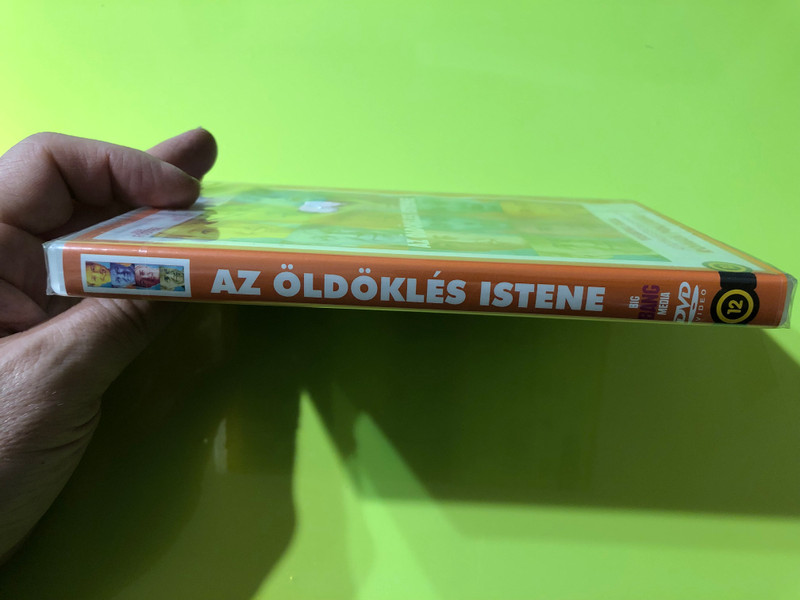 AZ ÖLDÖKLÉS ISTENE
BIG
BANG
MEDIA
DVD
VIDEO
12